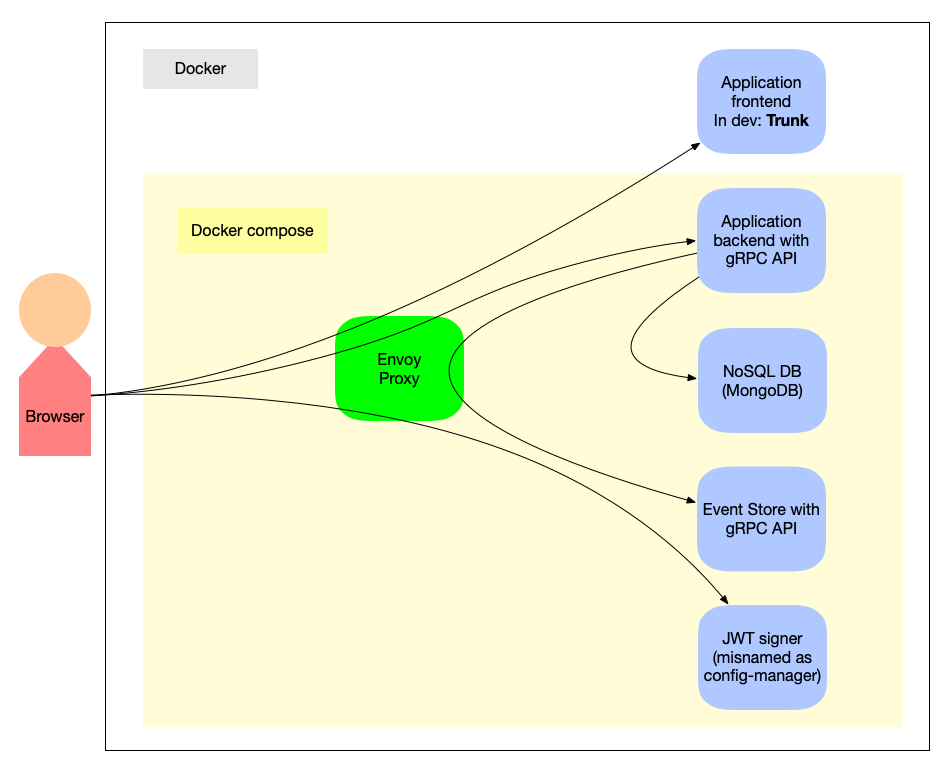 Docker
Application
frontend
In dev: Trunk
Docker compose
Application
backend with
gRPC API
Envoy
Proxy
NoSQL DB
(MongoDB)
Browser
Event Store with
gRPC API
JWT signer
(misnamed as
config-manager)